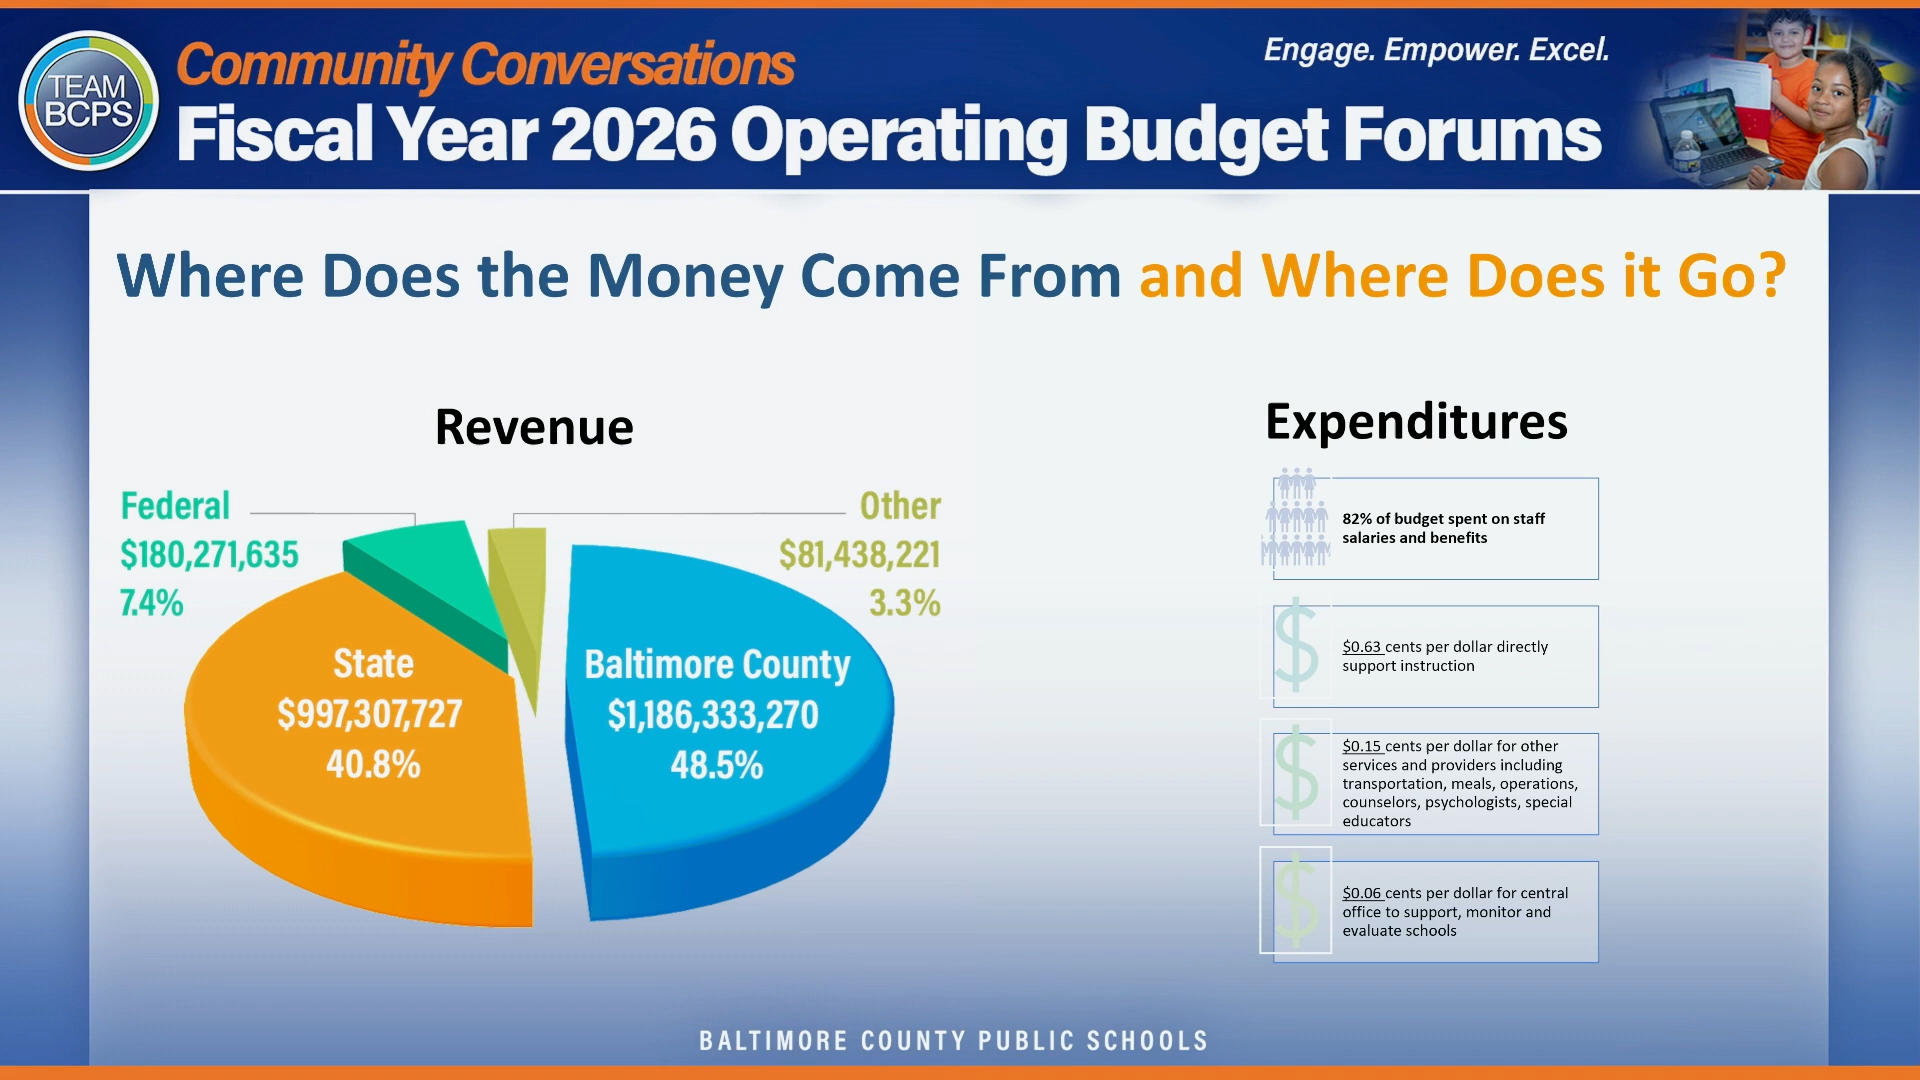 TEAM
BCPS
Community Conversations
Engage. Empower. Excel.
Fiscal Year 2026 Operating Budget Forums
Where Does the Money Come From and Where Does it Go?
Revenue
Federal
$180,271,635
7.4%
Other
$81,438,221
3.3%
State
$997,307,727
40.8%
Baltimore County
$1,186,333,270
48.5%
Expenditures
82% of budget spent on staff
salaries and benefits
$0.63 cents per dollar directly
support instruction
$0.15 cents per dollar for other
services and providers including
transportation, meals, operations,
counselors, psychologists, special
educators
$0.06 cents per dollar for central
office to support, monitor and
evaluate schools
BALTIMORE COUNTY PUBLIC SCHOOLS